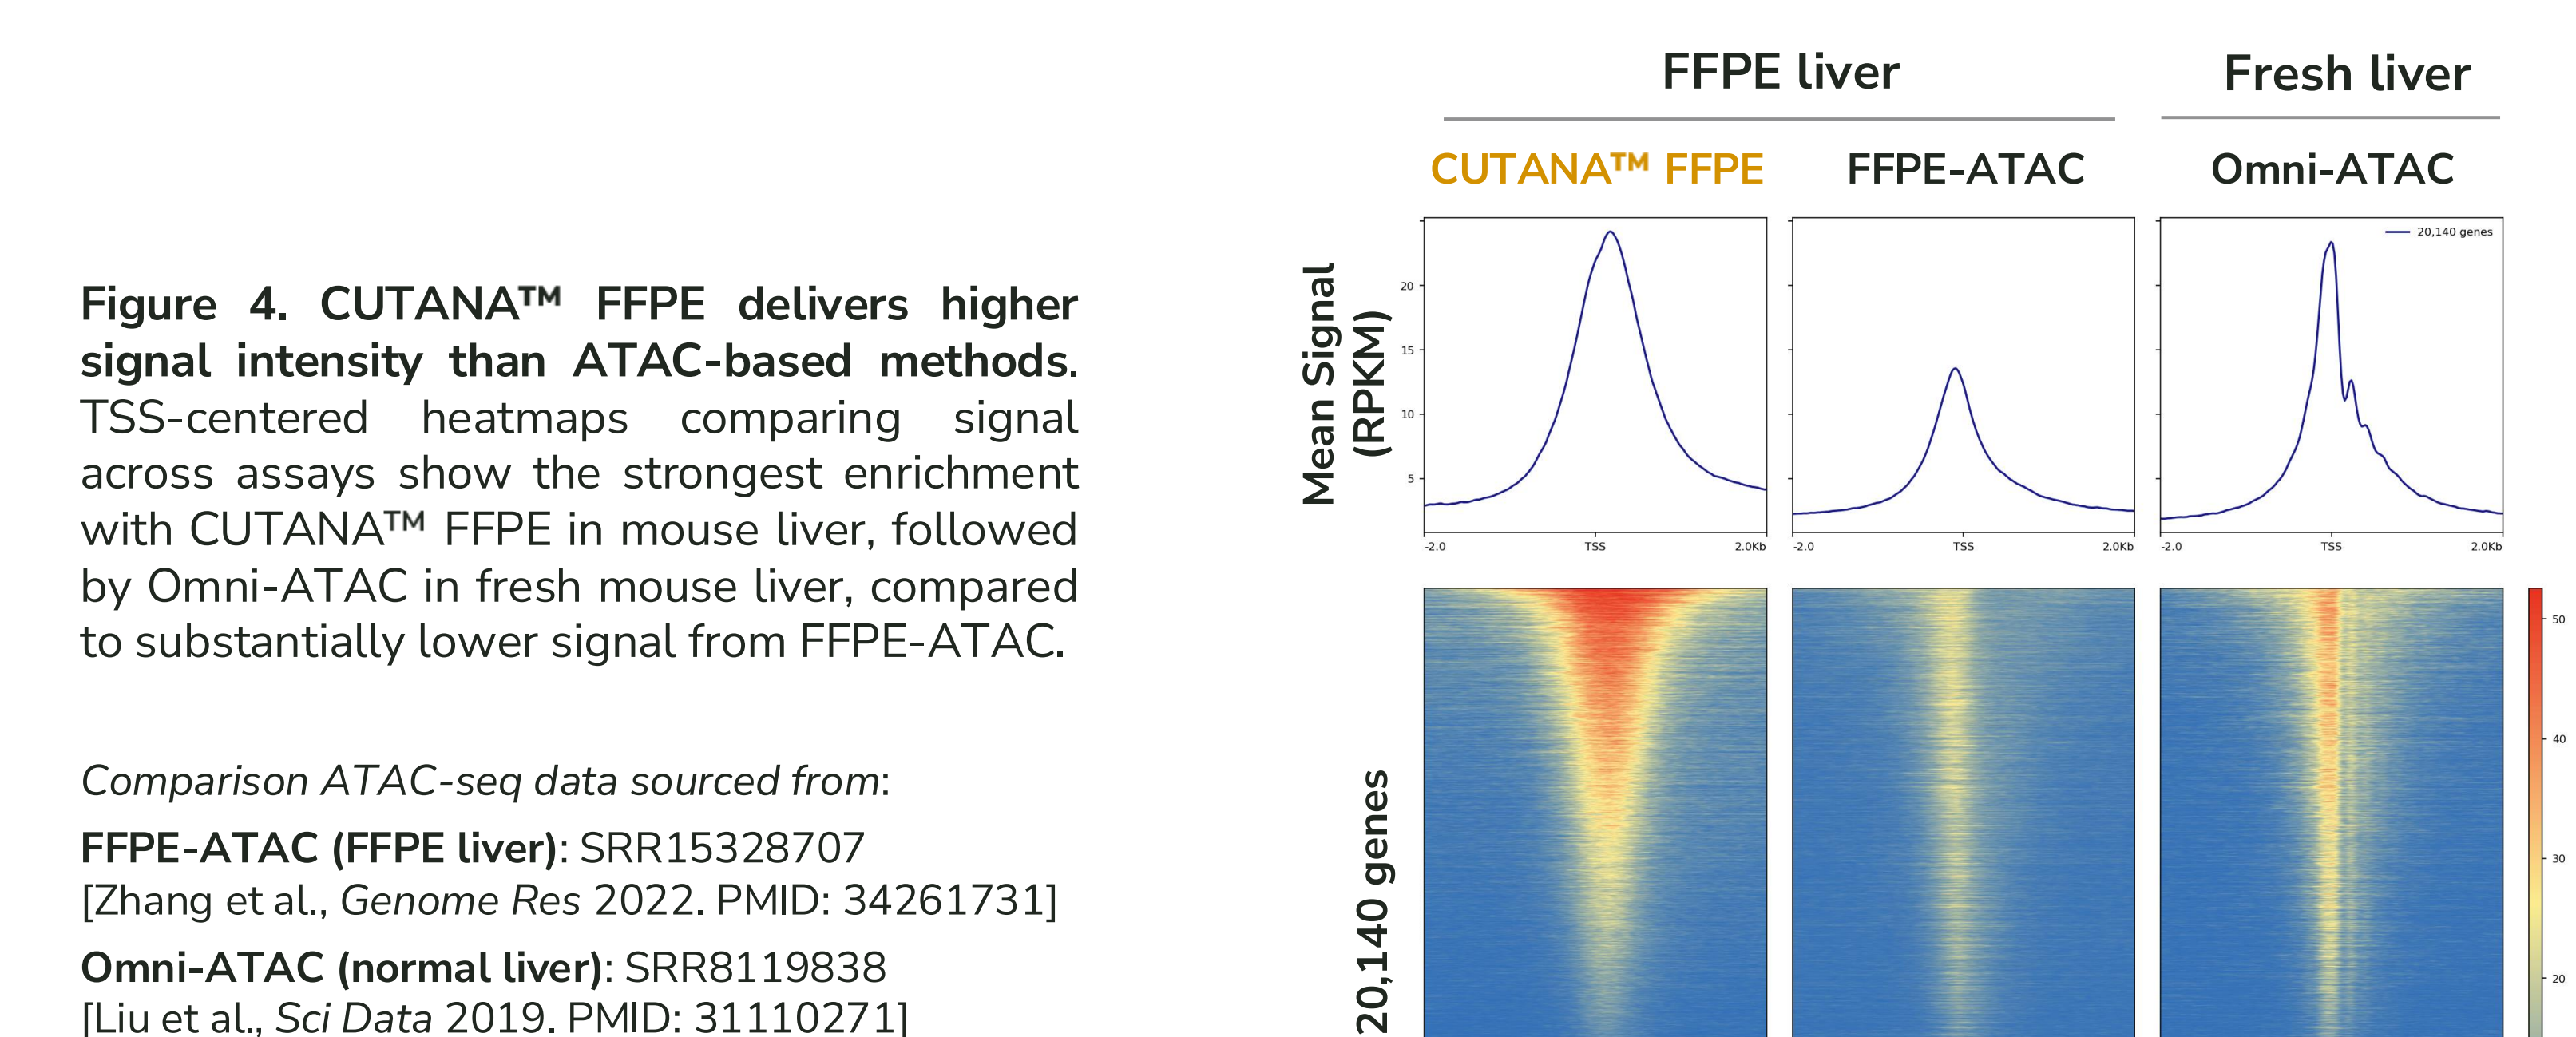 FFPE liver
Fresh liver
CUTANA™ FFPE
FFPE-ATAC
Omni-ATAC
Figure 4. CUTANA™ FFPE delivers higher
signal intensity than ATAC-based methods.
TSS-centered heatmaps comparing signal
across assays show the strongest enrichment
with CUTANA™ FFPE in mouse liver, followed
by Omni-ATAC in fresh mouse liver, compared
to substantially lower signal from FFPE-ATAC.
Comparison ATAC-seq data sourced from:
FFPE-ATAC (FFPE liver): SRR15328707
[Zhang et al., Genome Res 2022. PMID: 34261731]
Omni-ATAC (normal liver): SRR8119838
[Liu et al., Sci Data 2019. PMID: 31110271]
Mean Signal
(RPKM)
20
15
10
5
20,140 genes
-2.0 TSS 2.0Kb
-2.0 TSS 2.0Kb
-2.0 TSS 2.0Kb
20,140 genes
50
40
30
20